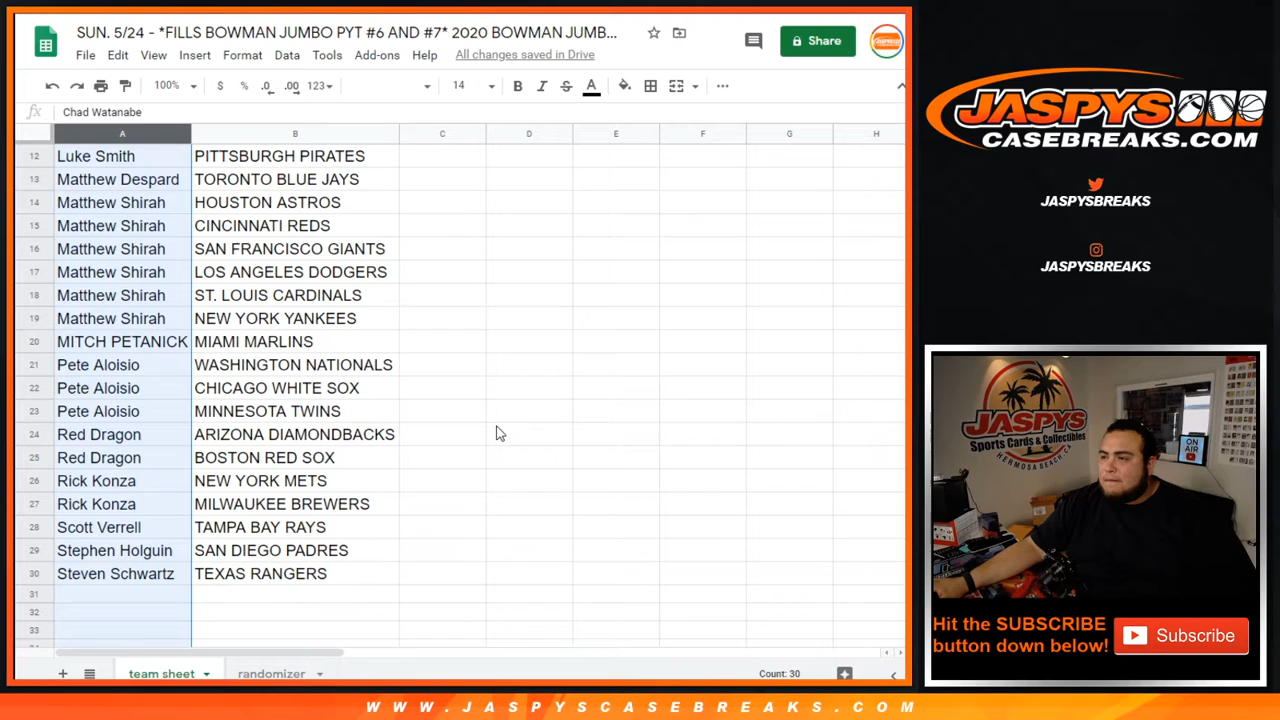 SUN. 5/24 - *FILLS BOWMAN JUMBO PYT #6 AND #7* 2020 BOWMAN JUMB...
File Edit View Insert Format Data Tools Add-ons Help All changes saved in Drive
Share
100% $ % .0 .00 123 14 B I S A
fx Chad Watanabe
A B C D E F G H
12 Luke Smith PITTSBURGH PIRATES
13 Matthew Despard TORONTO BLUE JAYS
14 Matthew Shirah HOUSTON ASTROS
15 Matthew Shirah CINCINNATI REDS
16 Matthew Shirah SAN FRANCISCO GIANTS
17 Matthew Shirah LOS ANGELES DODGERS
18 Matthew Shirah ST. LOUIS CARDINALS
19 Matthew Shirah NEW YORK YANKEES
20 MITCH PETANICK MIAMI MARLINS
21 Pete Aloisio WASHINGTON NATIONALS
22 Pete Aloisio CHICAGO WHITE SOX
23 Pete Aloisio MINNESOTA TWINS
24 Red Dragon ARIZONA DIAMONDBACKS
25 Red Dragon BOSTON RED SOX
26 Rick Konza NEW YORK METS
27 Rick Konza MILWAUKEE BREWERS
28 Scott Verrell TAMPA BAY RAYS
29 Stephen Holguin SAN DIEGO PADRES
30 Steven Schwartz TEXAS RANGERS
31
32
33
team sheet randomizer Count: 30
JASPYS
CASEBREAKS.COM
JASPYSBREAKS
JASPYSBREAKS
JASPYS
Sports Cards & Collectibles
HERMOSA BEACH, CA
ON AIR
Hit the SUBSCRIBE
button down below!
Subscribe
WWW.JASPYSCASEBREAKS.COM